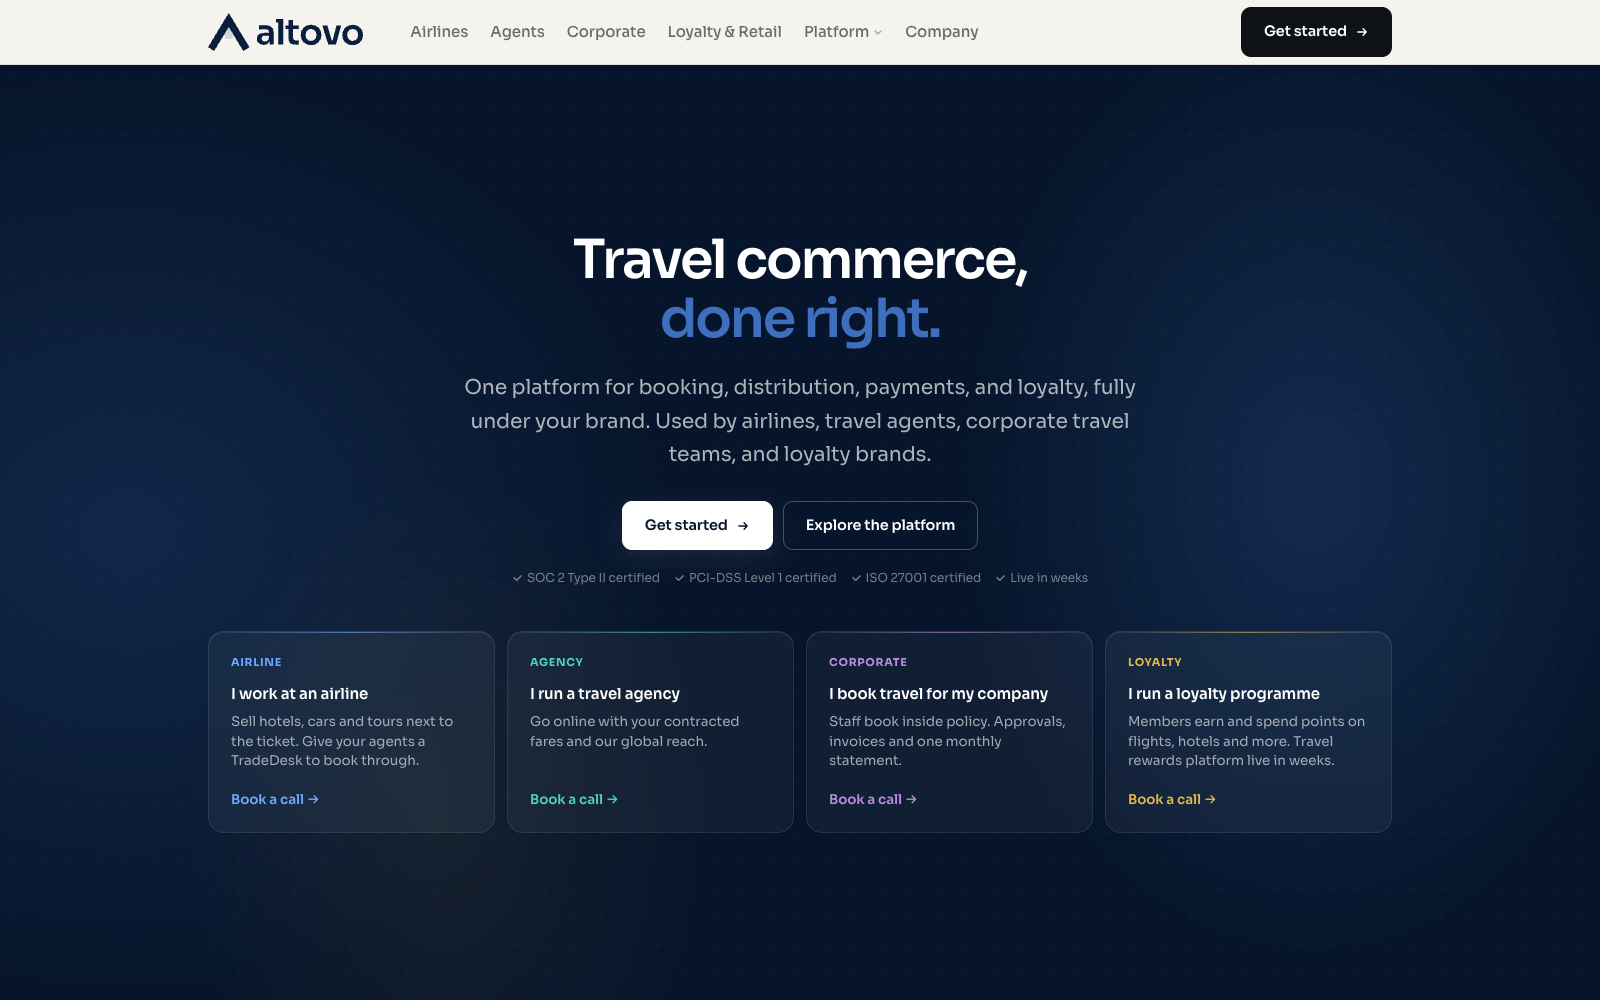 altovo
Airlines
Agents
Corporate
Loyalty & Retail
Platform
Company
Get started →
Travel commerce,
done right.
One platform for booking, distribution, payments, and loyalty, fully
under your brand. Used by airlines, travel agents, corporate travel
teams, and loyalty brands.
Get started →
Explore the platform
✓ SOC 2 Type II certified ✓ PCI-DSS Level 1 certified ✓ ISO 27001 certified ✓ Live in weeks
AIRLINE
I work at an airline
Sell hotels, cars and tours next to
the ticket. Give your agents a
TradeDesk to book through.
Book a call →
AGENCY
I run a travel agency
Go online with your contracted
fares and our global reach.
Book a call →
CORPORATE
I book travel for my company
Staff book inside policy. Approvals,
invoices and one monthly
statement.
Book a call →
LOYALTY
I run a loyalty programme
Members earn and spend points on
flights, hotels and more. Travel
rewards platform live in weeks.
Book a call →